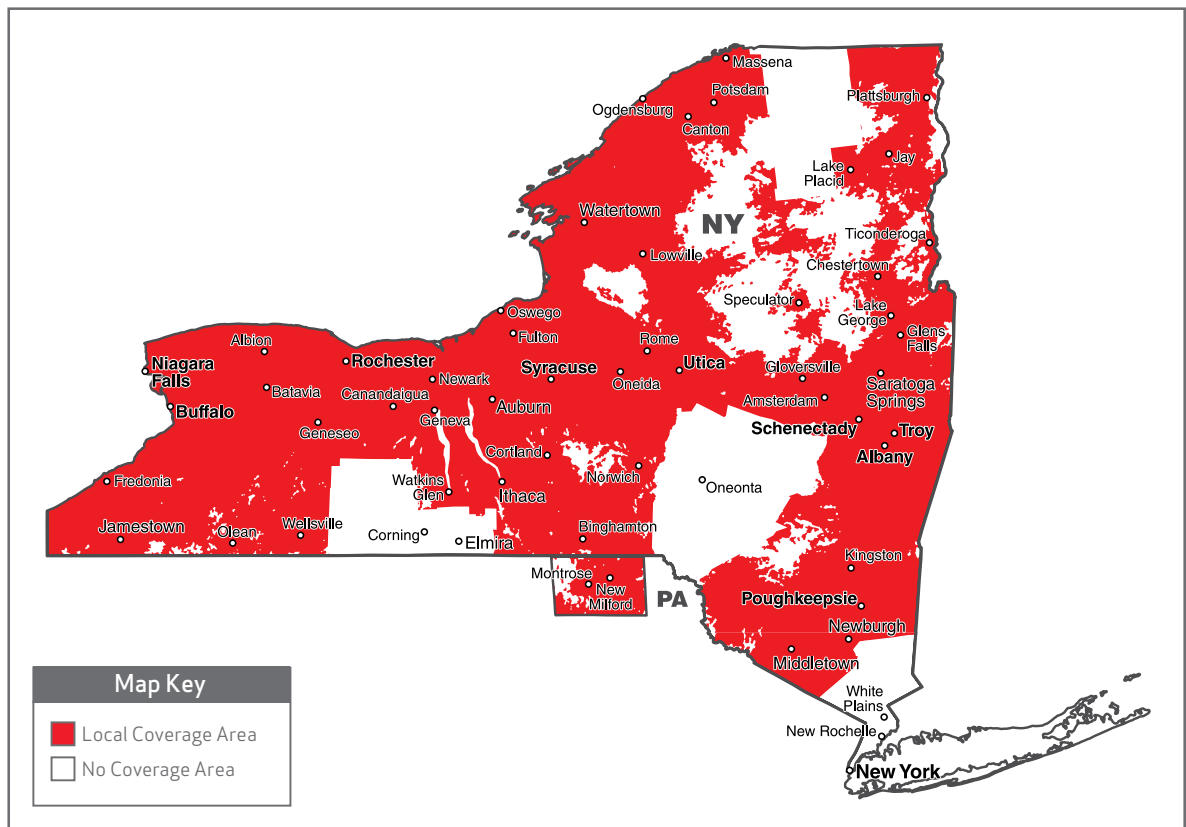 Massena
Potsdam
Ogdensburg
Canton
Plattsburgh
Jay
Lake
Placid
Watertown
NY
Ticonderoga
Lowville
Chestertown
Speculator
Lake
George
Oswego
Fulton
Rome
Glens
Falls
Albion
Niagara
Falls
Rochester
Syracuse
Utica
Gloversville
Newark
Oneida
Saratoga
Springs
Batavia
Canandaigua
Auburn
Amsterdam
Buffalo
Geneva
Geneseo
Schenectady
Troy
Albany
Cortland
Norwich
Fredonia
Watkins
Glen
Ithaca
Oneonta
Jamestown
Olean
Wellsville
Corning
Elmira
Binghamton
Kingston
Montrose
New
Milford
PA
Poughkeepsie
Newburgh
Middletown
White
Plains
New Rochelle
New York
Map Key
Local Coverage Area
No Coverage Area